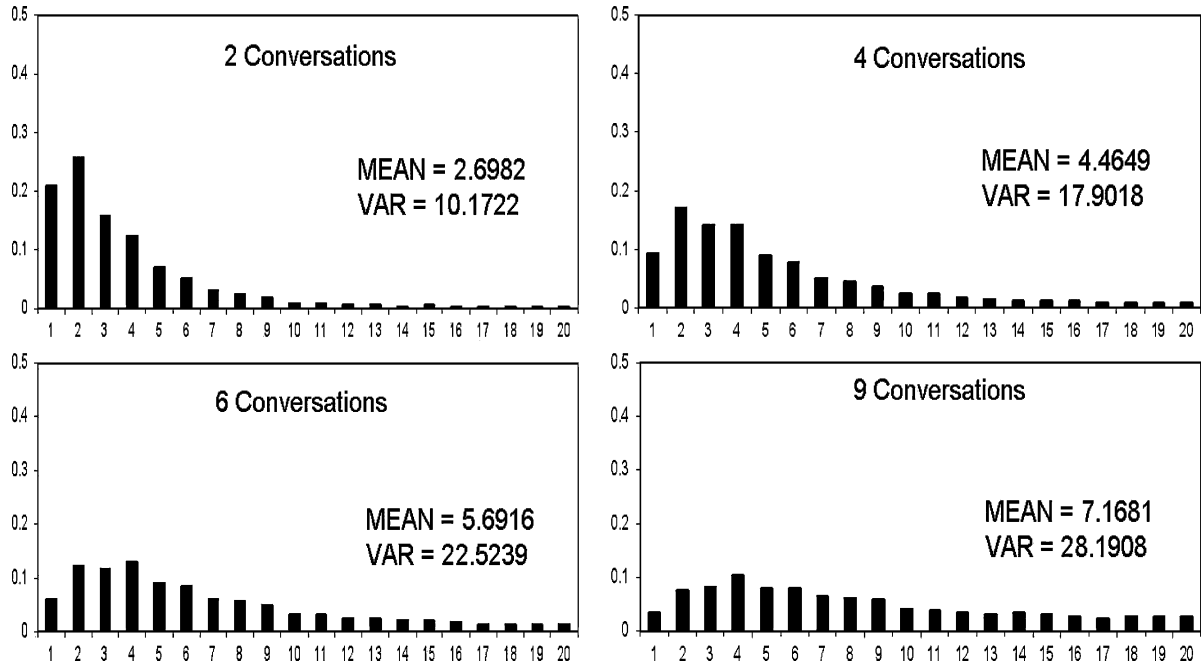 2 Conversations
MEAN = 2.6982
VAR = 10.1722
0.5
0.4
0.3
0.2
0.1
0
1 2 3 4 5 6 7 8 9 10 11 12 13 14 15 16 17 18 19 20
4 Conversations
MEAN = 4.4649
VAR = 17.9018
0.5
0.4
0.3
0.2
0.1
0
1 2 3 4 5 6 7 8 9 10 11 12 13 14 15 16 17 18 19 20
6 Conversations
MEAN = 5.6916
VAR = 22.5239
0.5
0.4
0.3
0.2
0.1
0
1 2 3 4 5 6 7 8 9 10 11 12 13 14 15 16 17 18 19 20
9 Conversations
MEAN = 7.1681
VAR = 28.1908
0.5
0.4
0.3
0.2
0.1
0
1 2 3 4 5 6 7 8 9 10 11 12 13 14 15 16 17 18 19 20